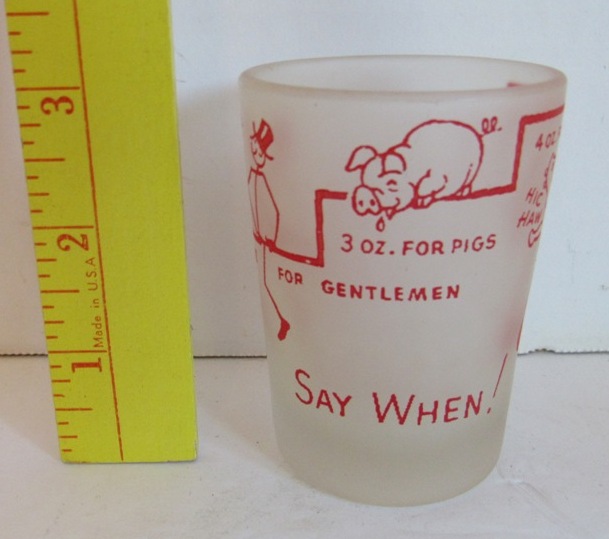 3
2
1
Made in U.S.A.
4 OZ.
HIC
HAW
3 OZ. FOR PIGS
FOR GENTLEMEN
SAY WHEN!